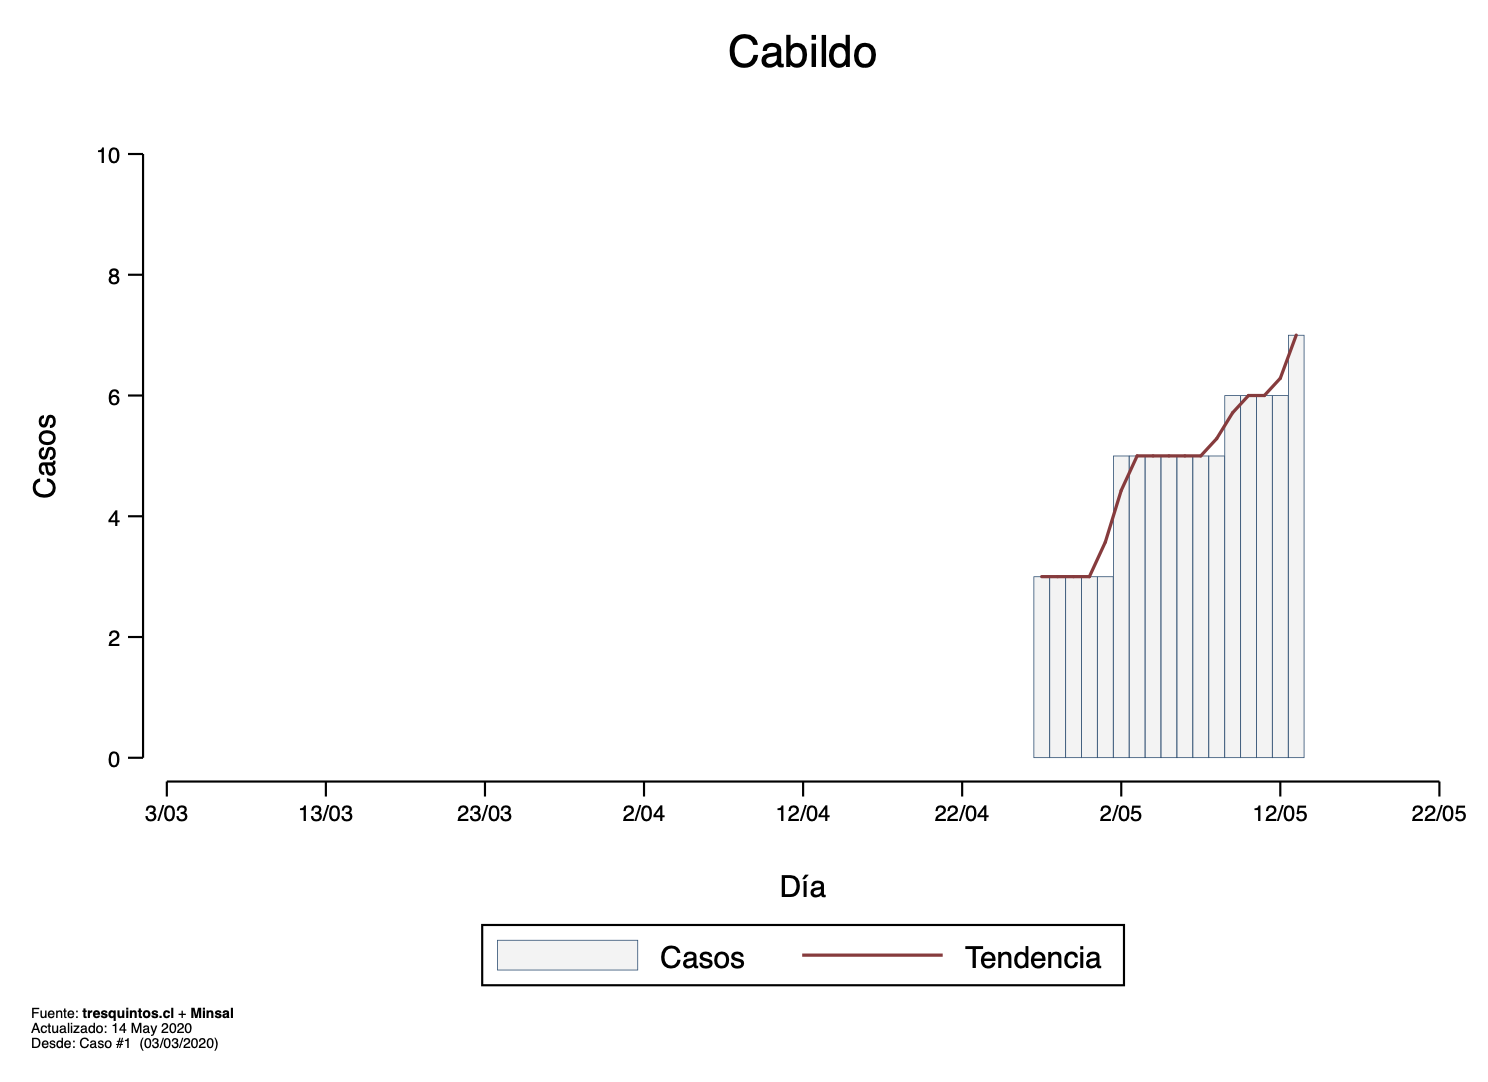 Cabildo
10
8
6
4
2
0
Casos
3/03
13/03
23/03
2/04
12/04
22/04
2/05
12/05
22/05
Día
Casos
Tendencia
Fuente: tresquintos.cl + Minsal
Actualizado: 14 May 2020
Desde: Caso #1 (03/03/2020)